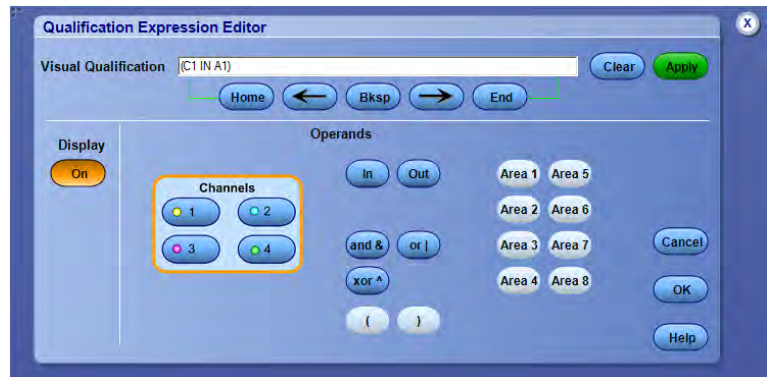 Qualification Expression Editor
X
Visual Qualification (C1 IN A1) Clear Apply
Home ← Bksp → End
Display
On
Operands
Channels
1 2
3 4
In Out
and & or |
xor ^
( )
Area 1 Area 5
Area 2 Area 6
Area 3 Area 7
Area 4 Area 8
Cancel
OK
Help